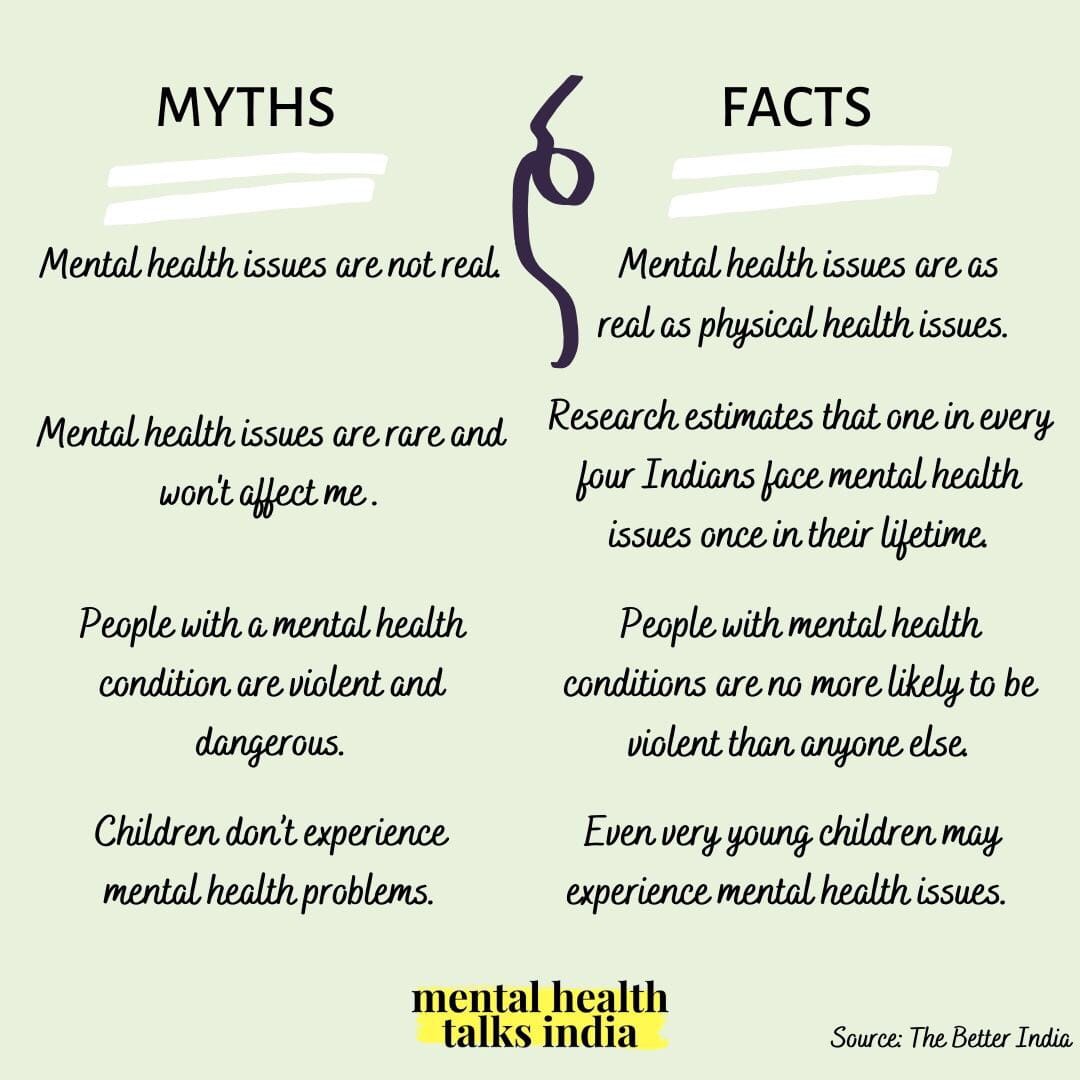 MYTHS
FACTS
Mental health issues are not real.
Mental health issues are as
real as physical health issues.
Mental health issues are rare and
won't affect me.
Research estimates that one in every
four Indians face mental health
issues once in their lifetime.
People with a mental health
condition are violent and
dangerous.
People with mental health
conditions are no more likely to be
violent than anyone else.
Children don't experience
mental health problems.
Even very young children may
experience mental health issues.
mental health
talks india
Source: The Better India